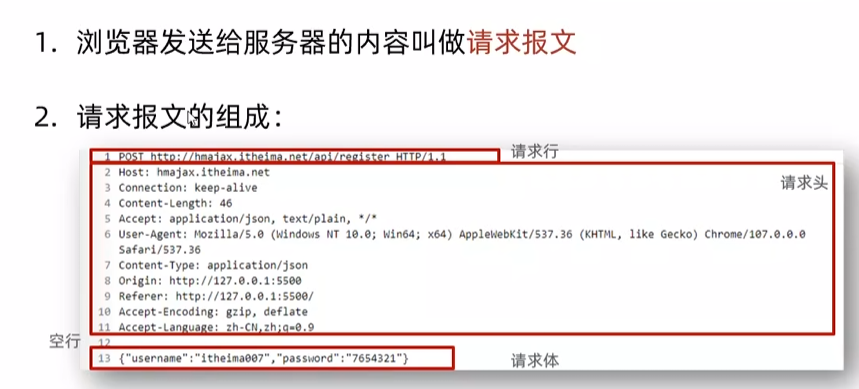 1. 浏览器发送给服务器的内容叫做请求报文
2. 请求报文的组成：
1 POST http://hmajax.itheima.net/api/register HTTP/1.1
请求行
2 Host: hmajax.itheima.net
请求头
3 Connection: keep-alive
4 Content-Length: 46
5 Accept: application/json, text/plain, */*
6 User-Agent: Mozilla/5.0 (Windows NT 10.0; Win64; x64) AppleWebKit/537.36 (KHTML, like Gecko) Chrome/107.0.0.0
Safari/537.36
7 Content-Type: application/json
8 Origin: http://127.0.0.1:5500
9 Referer: http://127.0.0.1:5500/
10 Accept-Encoding: gzip, deflate
11 Accept-Language: zh-CN,zh;q=0.9
空行
12
13 {"username":"itheima007","password":"7654321"}
请求体